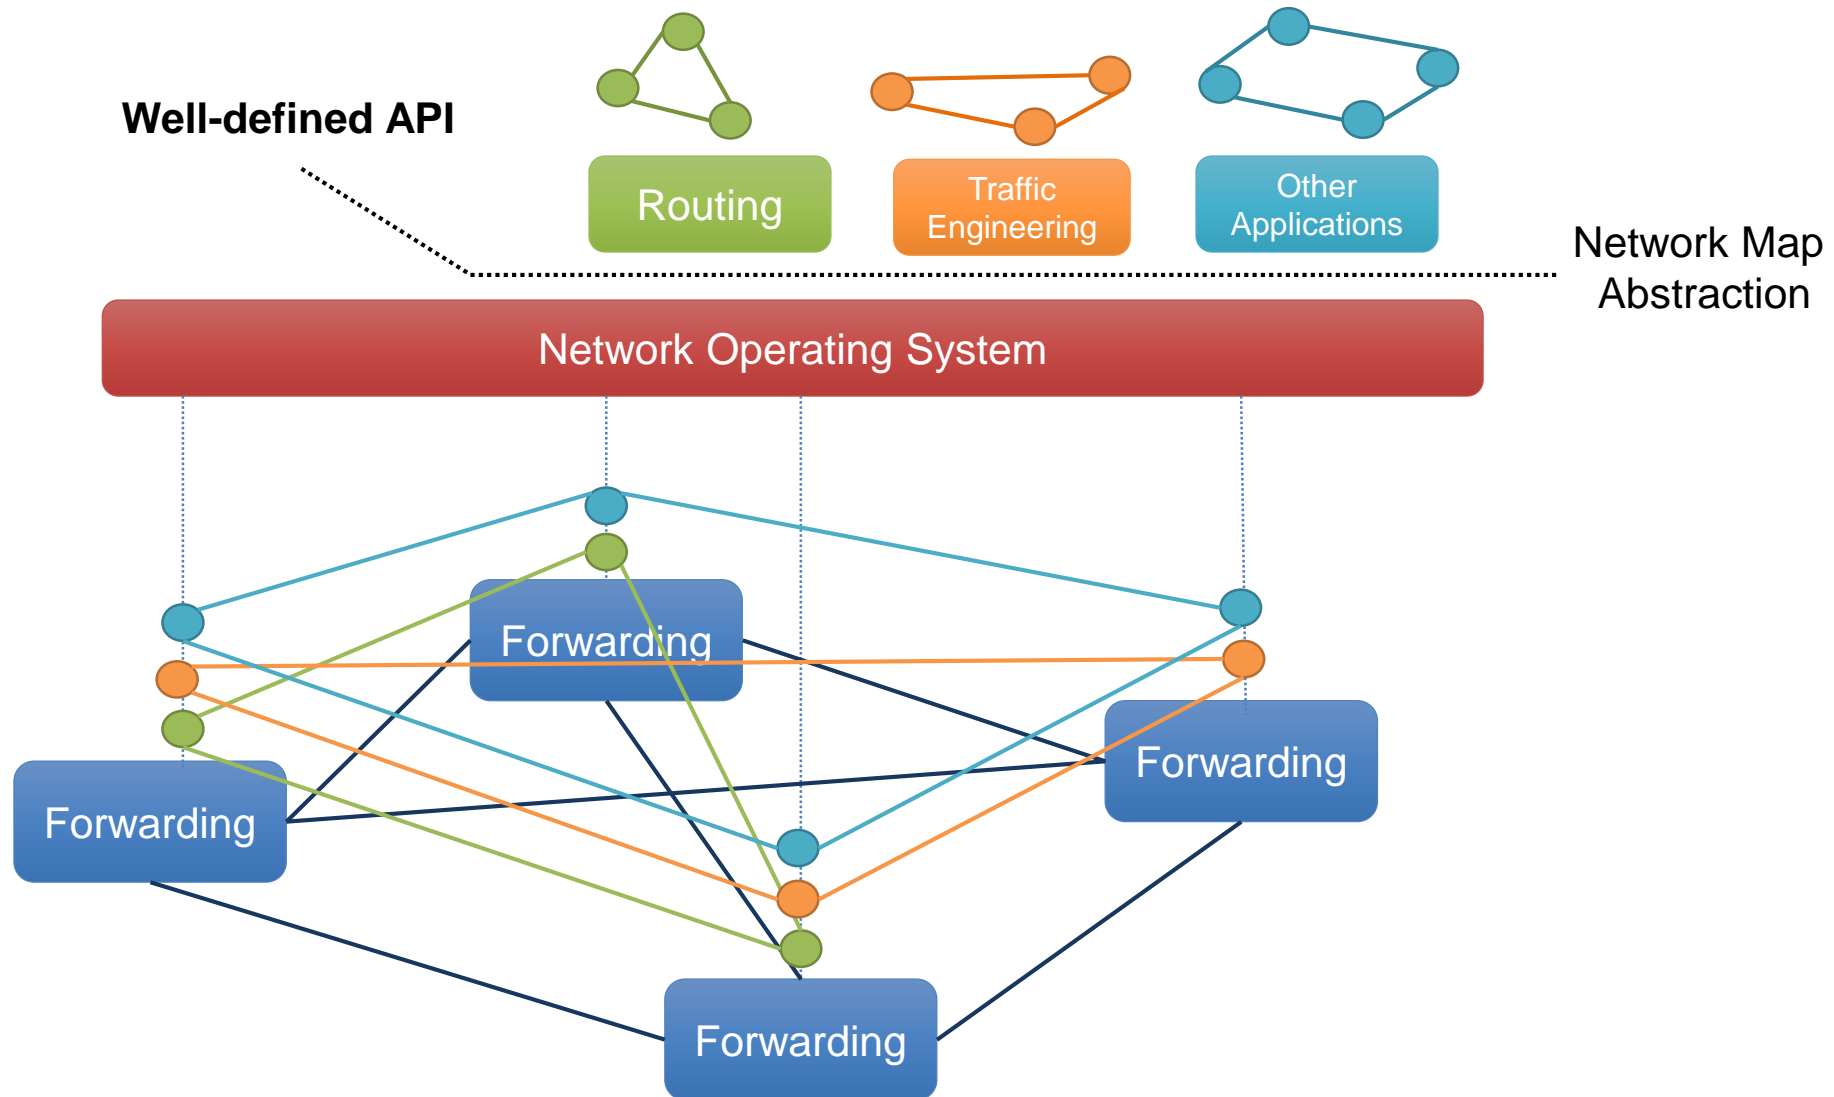 Well-defined API
Routing
Traffic
Engineering
Other
Applications
Network Map
Abstraction
Network Operating System
Forwarding
Forwarding
Forwarding
Forwarding